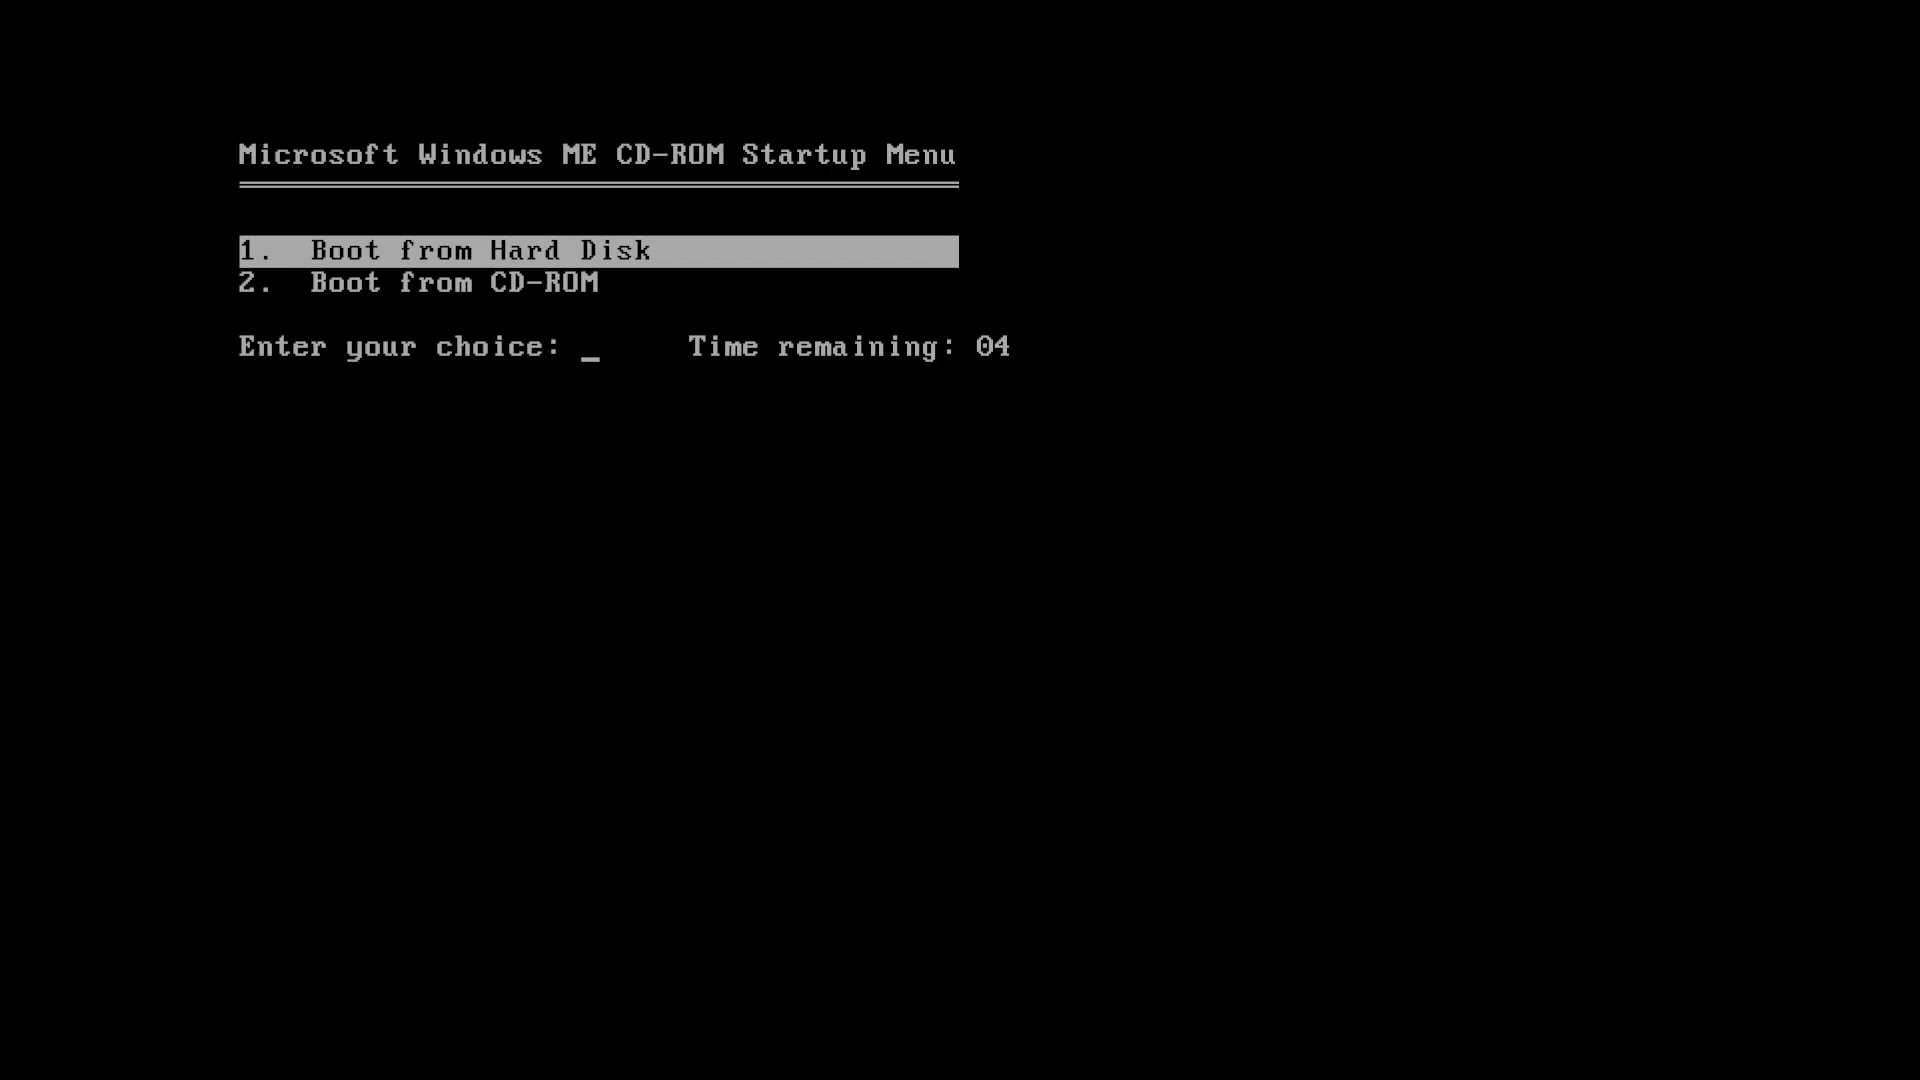 Microsoft Windows ME CD-ROM Startup Menu
1. Boot from Hard Disk
2. Boot from CD-ROM
Enter your choice: _ Time remaining: 04